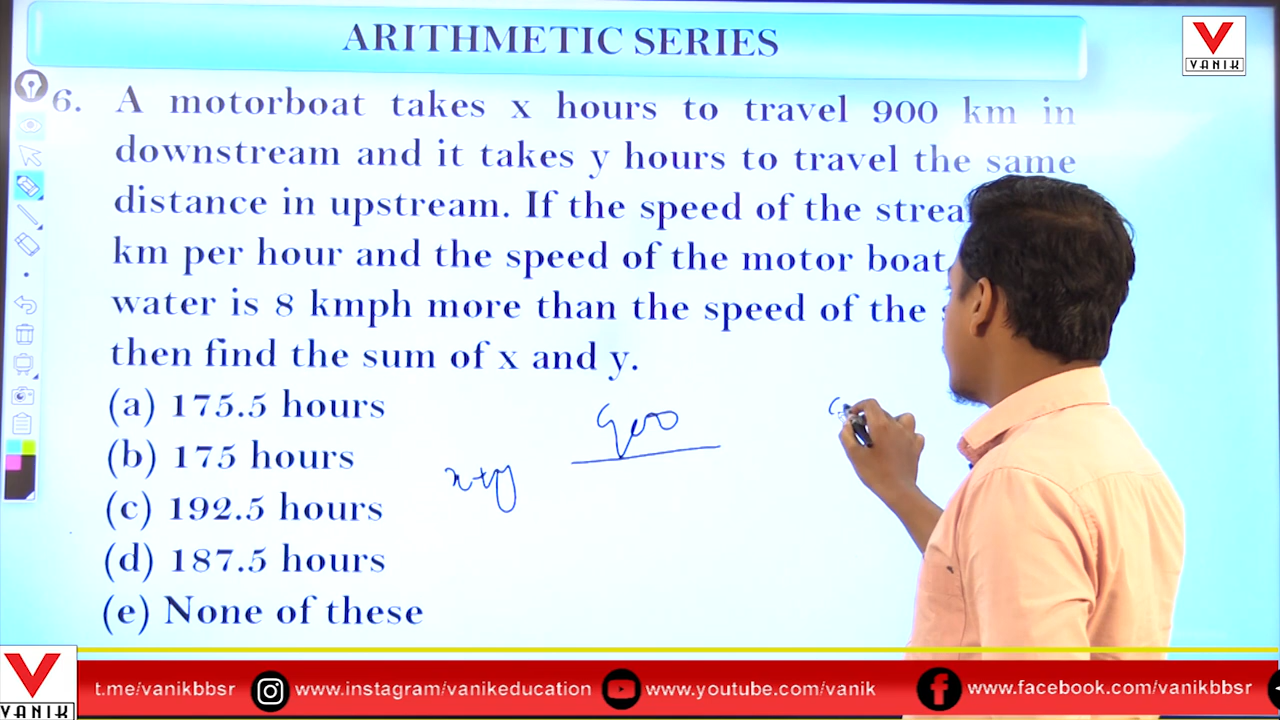 ARITHMETIC SERIES
VANIK
6. A motorboat takes x hours to travel 900 km in
downstream and it takes y hours to travel the same
distance in upstream. If the speed of the
km per hour and the speed of the motor boat
water is 8 kmph more than the speed of the
then find the sum of x and y.
(a) 175.5 hours
(b) 175 hours
(c) 192.5 hours
(d) 187.5 hours
(e) None of these
900
x+y
VANIK
t.me/vanikbbsr
www.instagram/vanikeducation
www.youtube.com/vanik
www.facebook.com/vanikbbsr